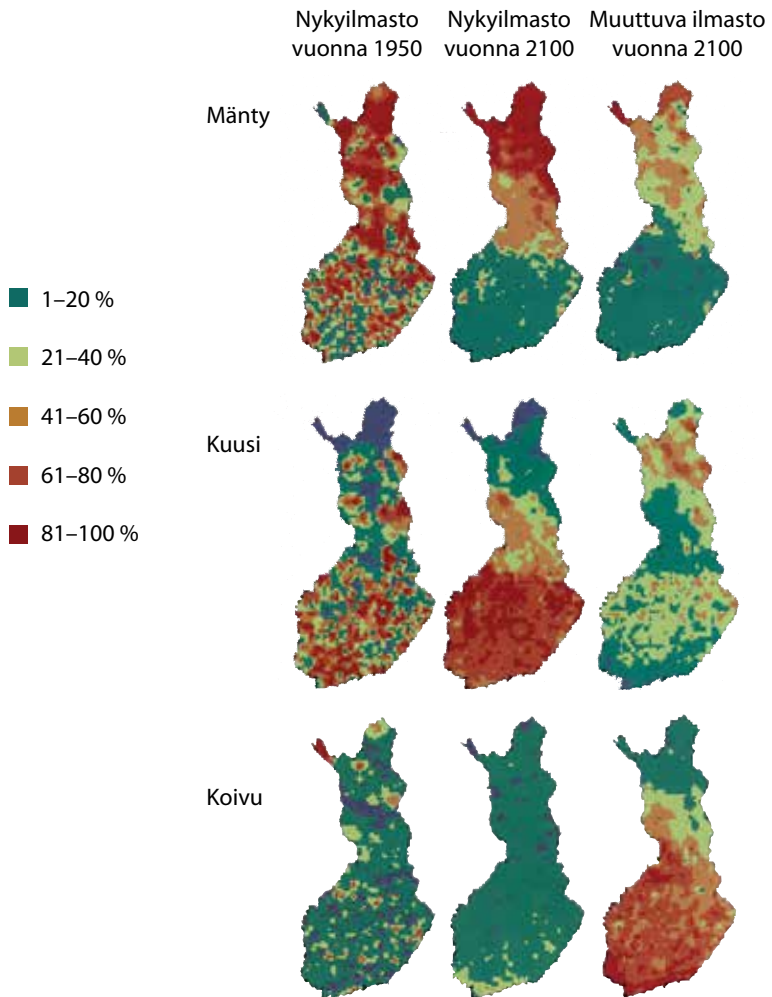 Nykyilmasto
vuonna 1950
Nykyilmasto
vuonna 2100
Muuttuva ilmasto
vuonna 2100
Mänty
1–20 %
21–40 %
41–60 %
61–80 %
81–100 %
Kuusi
Koivu